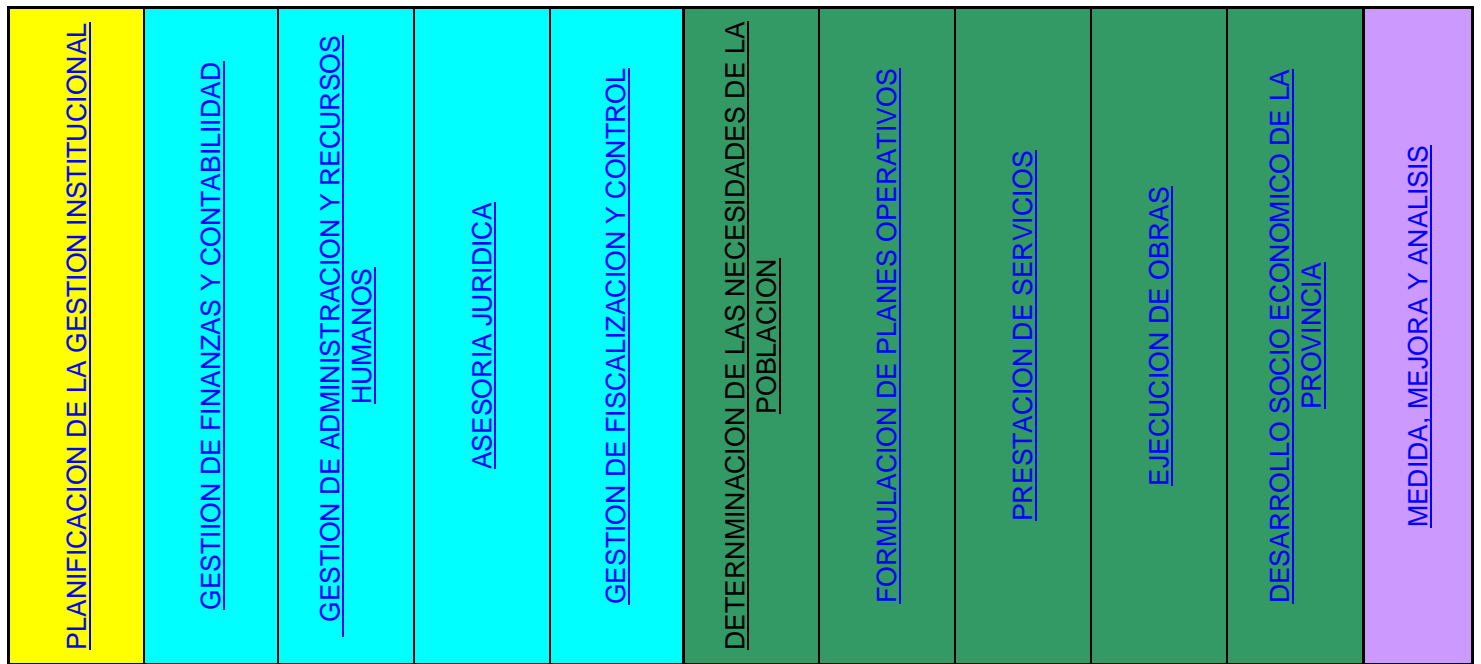 PLANIFICACION DE LA GESTION INSTITUCIONAL
GESTIION DE FINANZAS Y CONTABILIIDAD
GESTION DE ADMINISTRACION Y RECURSOS
HUMANOS
ASESORIA JURIDICA
GESTION DE FISCALIZACION Y CONTROL
DETERNMINACION DE LAS NECESIDADES DE LA
POBLACION
FORMULACION DE PLANES OPERATIVOS
PRESTACION DE SERVICIOS
EJECUCION DE OBRAS
DESARROLLO SOCIO ECONOMICO DE LA
PROVINCIA
MEDIDA, MEJORA Y ANALISIS